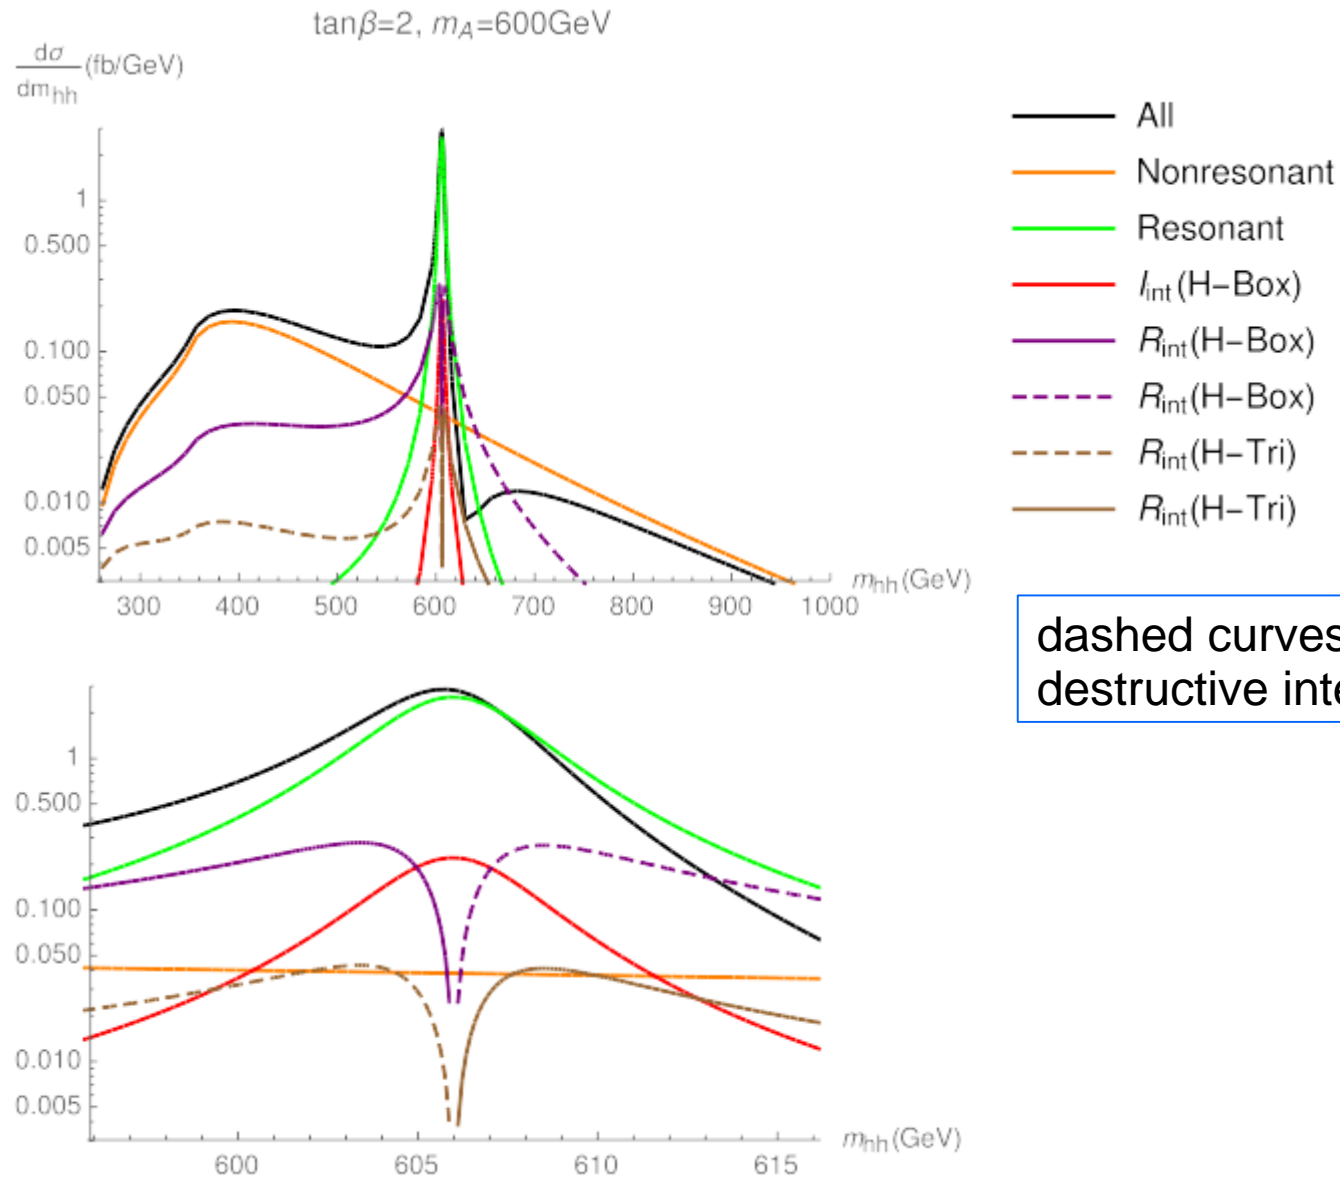 tanβ=2, m_A=600GeV
dσ/dm_hh (fb/GeV)
1
0.500
0.100
0.050
0.010
0.005
300 400 500 600 700 800 900 1000
m_hh(GeV)
All
Nonresonant
Resonant
I_int(H-Box)
R_int(H-Box)
R_int(H-Box)
R_int(H-Tri)
R_int(H-Tri)
dashed curves
destructive
1
0.500
0.100
0.050
0.010
0.005
600 605 610 615
m_hh(GeV)